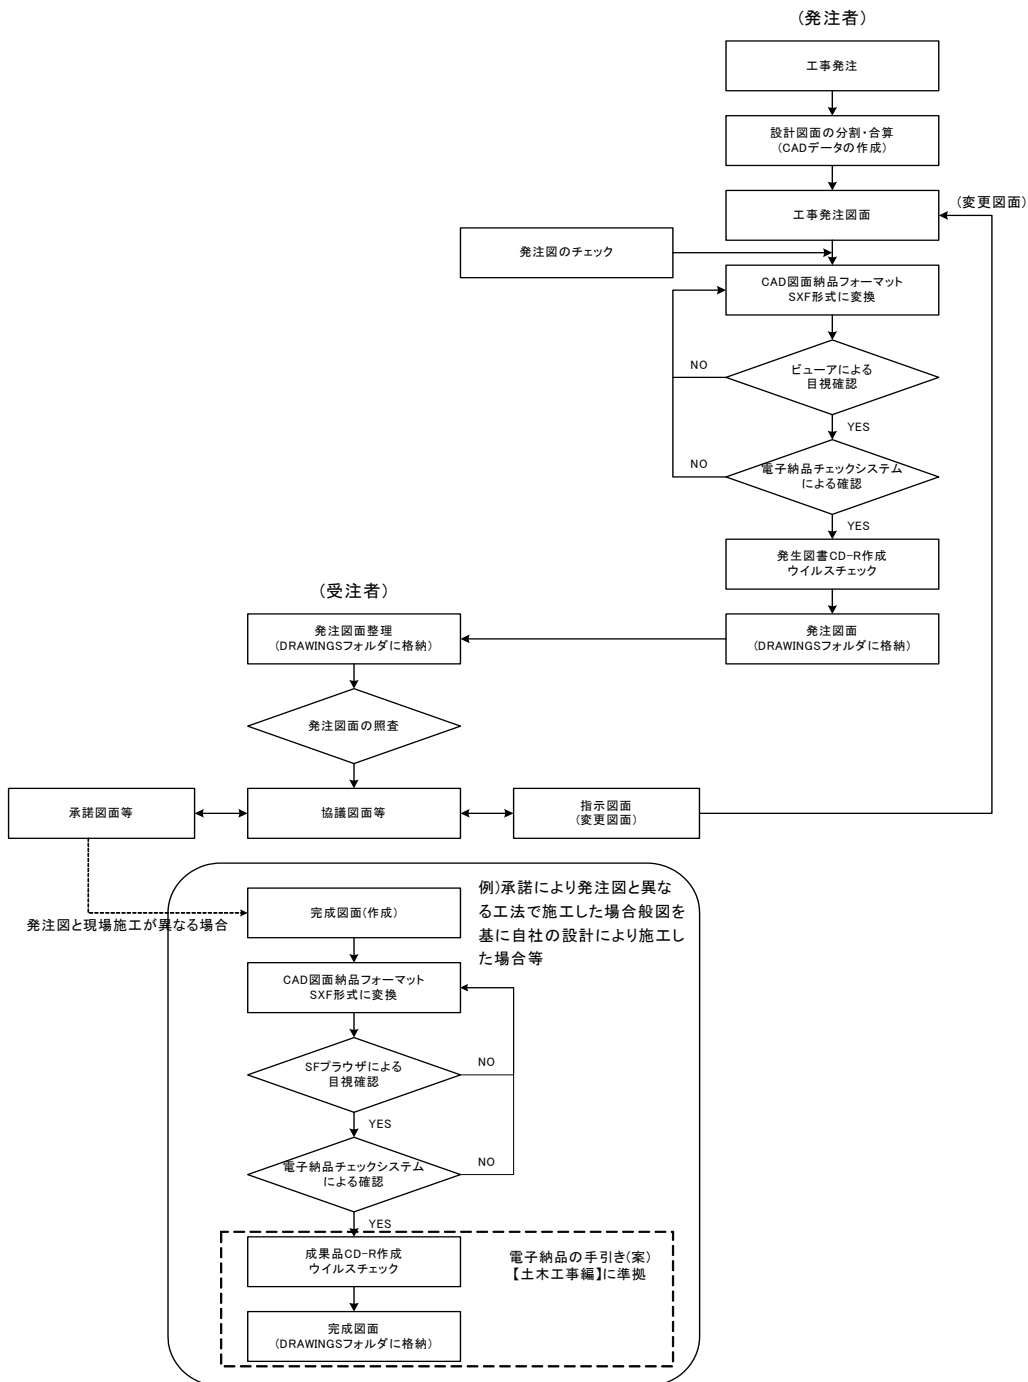 (発注者)
工事発注
設計図面の分割・合算
(CADデータの作成)
工事発注図面
(変更図面)
発注図のチェック
CAD図面納品フォーマット
SXF形式に変換
ビューアによる
目視確認
NO
YES
電子納品チェックシステム
による確認
NO
YES
発生図書CD-R作成
ウイルスチェック
発注図面
(DRAWINGSフォルダに格納)
(受注者)
発注図面整理
(DRAWINGSフォルダに格納)
発注図面の照査
承諾図面等
協議図面等
指示図面
(変更図面)
発注図と現場施工が異なる場合
完成図面(作成)
例)承諾により発注図と異な
る工法で施工した場合般図を
基に自社の設計により施工し
た場合等
CAD図面納品フォーマット
SXF形式に変換
SFブラウザによる
目視確認
NO
YES
電子納品チェックシステム
による確認
NO
YES
成果品CD-R作成
ウイルスチェック
電子納品の手引き(案)
【土木工事編】に準拠
完成図面
(DRAWINGSフォルダに格納)